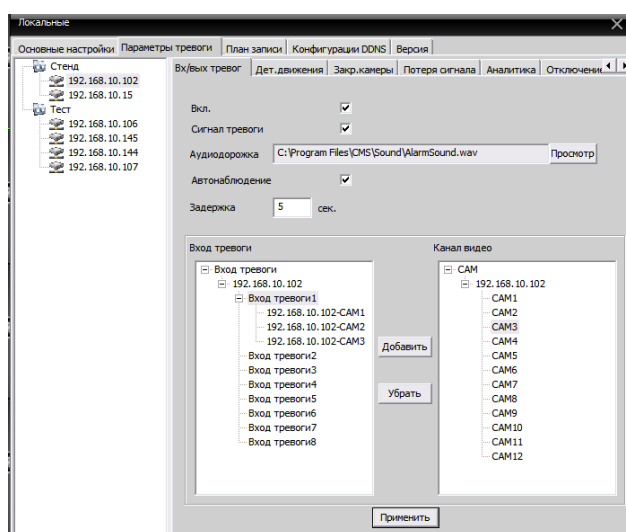 Локальные
Основные настройки Параметры тревоги План записи Конфигурации DDNS Версия
Стенд
192.168.10.102
192.168.10.15
Тест
192.168.10.106
192.168.10.145
192.168.10.144
192.168.10.107
Вх/вых тревог Дет.движения Закр.камеры Потеря сигнала Аналитика Отключение
Вкл.
Сигнал тревоги
Аудиодорожка C:\Program Files\CMS\Sound\AlarmSound.wav Просмотр
Автонаблюдение
Задержка 5 сек.
Вход тревоги
Вход тревоги
192.168.10.102
Вход тревоги1
192.168.10.102-CAM1
192.168.10.102-CAM2
192.168.10.102-CAM3
Вход тревоги2
Вход тревоги3
Вход тревоги4
Вход тревоги5
Вход тревоги6
Вход тревоги7
Вход тревоги8
Добавить
Убрать
Канал видео
CAM
192.168.10.102
CAM1
CAM2
CAM3
CAM4
CAM5
CAM6
CAM7
CAM8
CAM9
CAM10
CAM11
CAM12
Применить